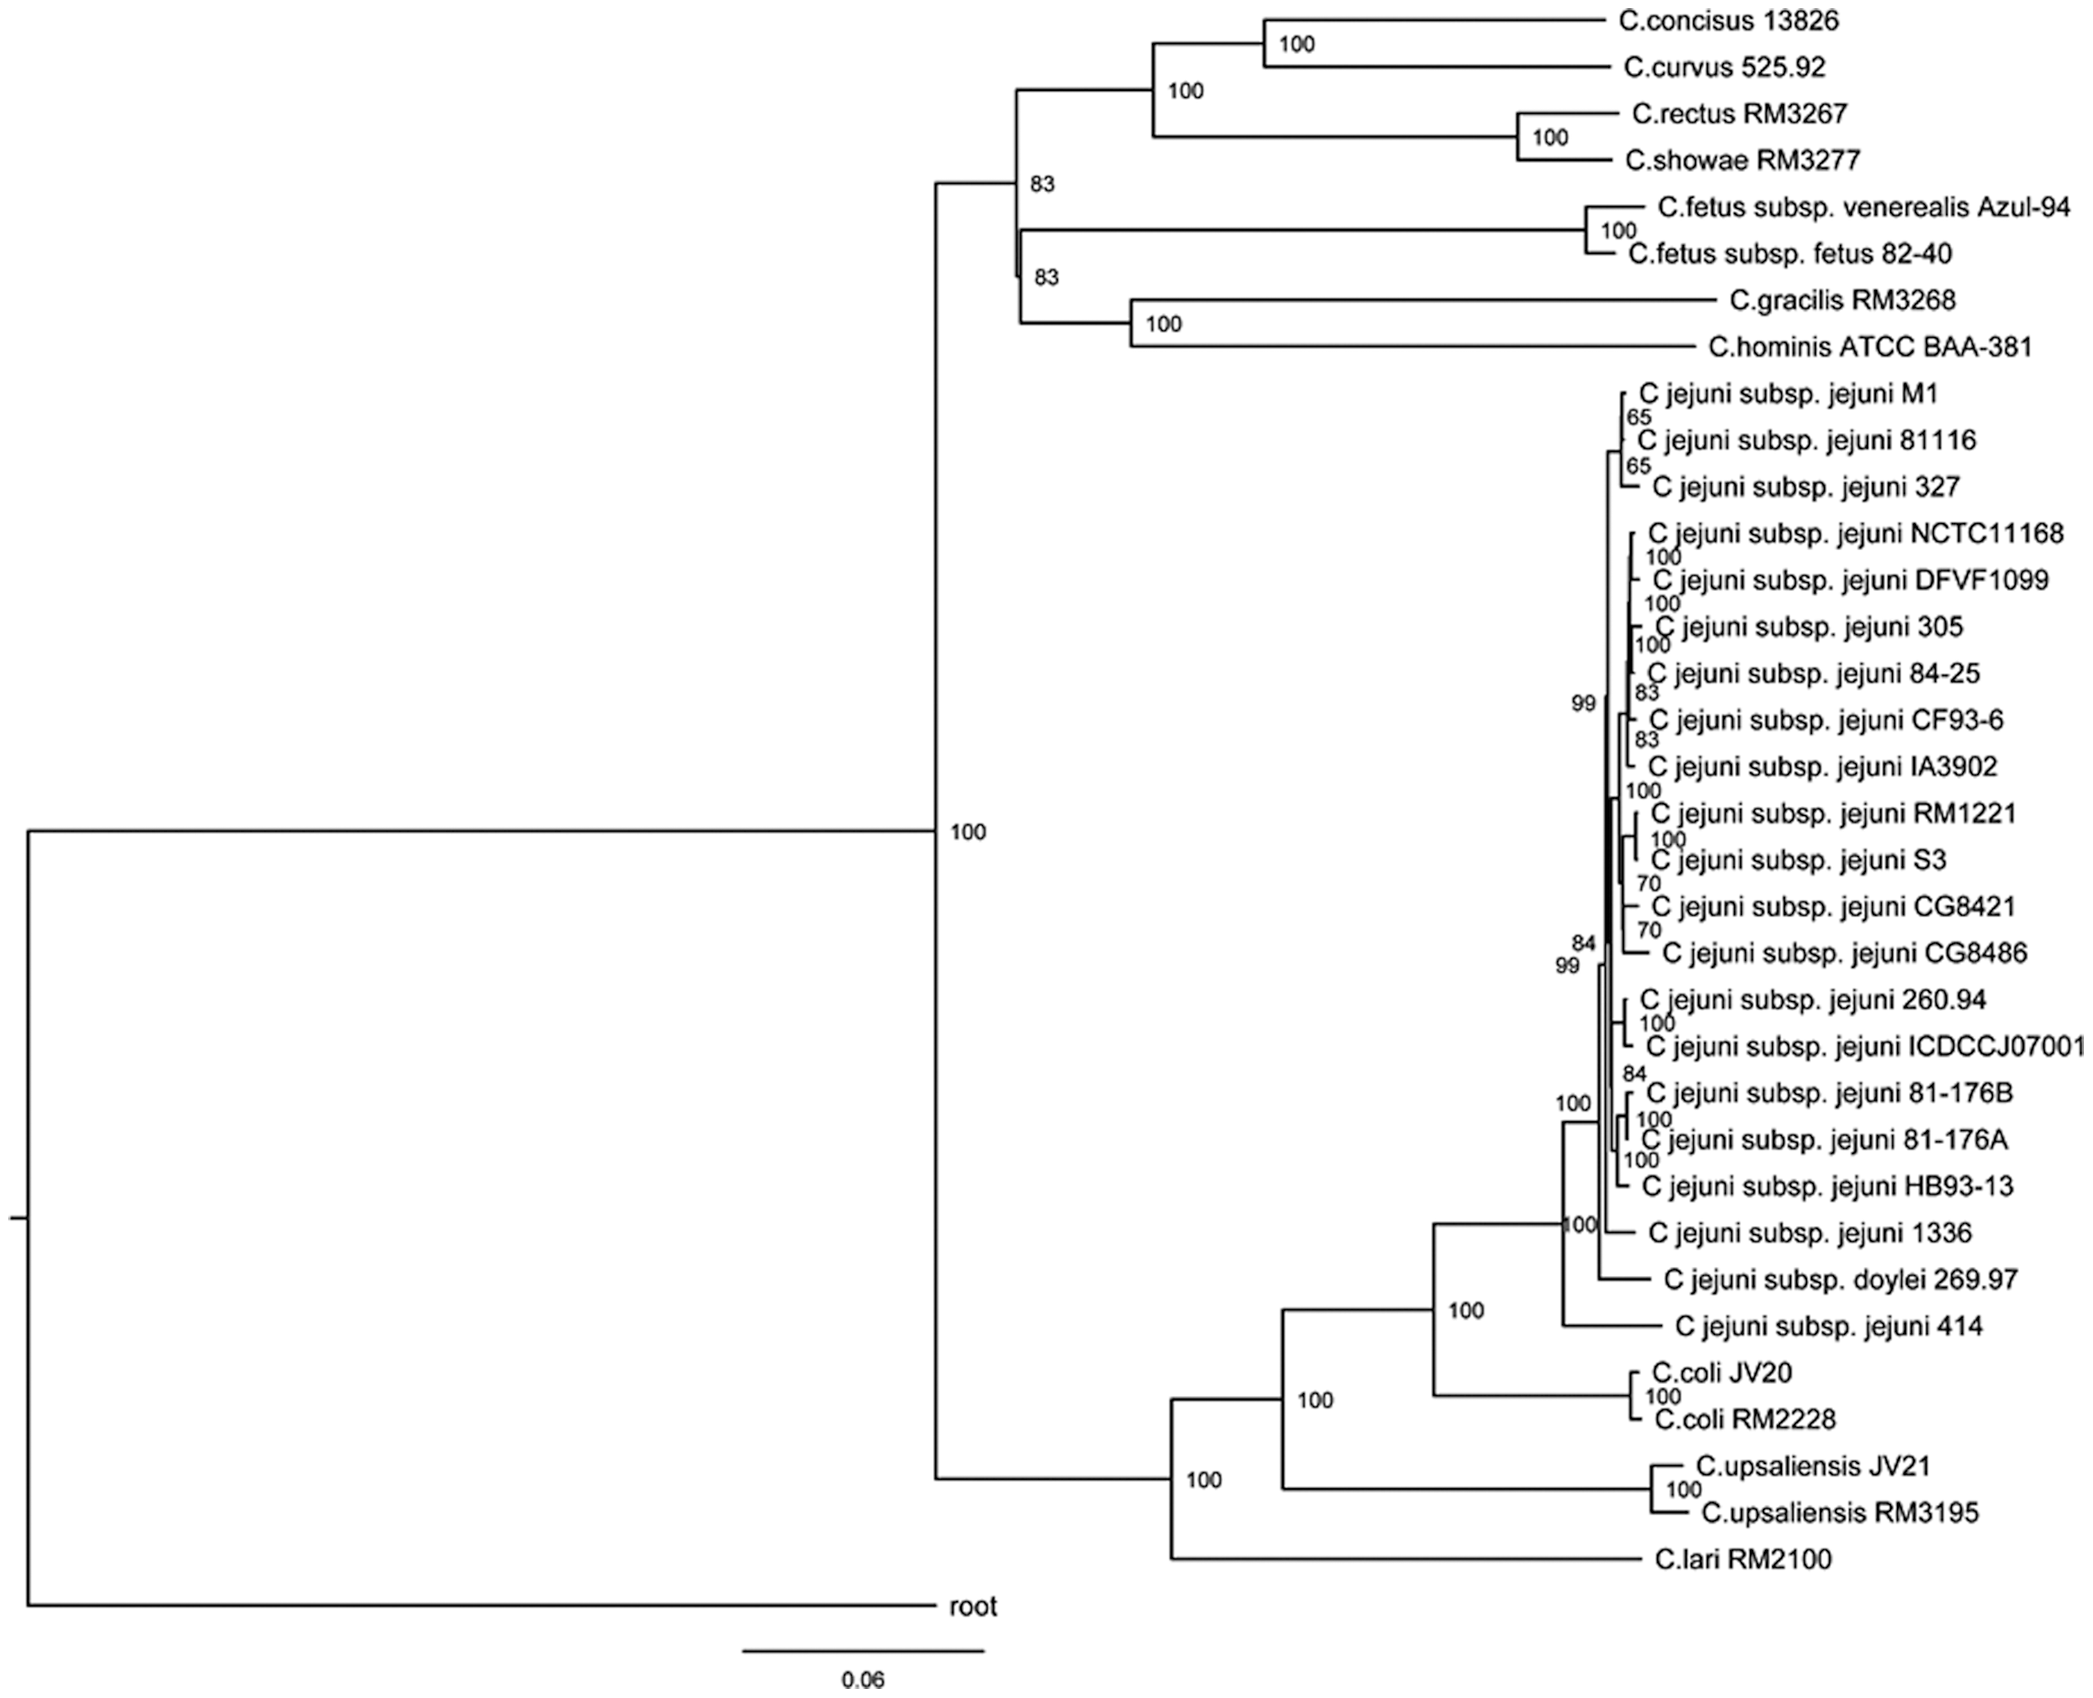 C.concisus 13826
100
C.curvus 525.92
100
C.rectus RM3267
100
C.showae RM3277
83
C.fetus subsp. venerealis Azul-94
100
C.fetus subsp. fetus 82-40
83
C.gracilis RM3268
100
C.hominis ATCC BAA-381
C jejuni subsp. jejuni M1
65
C jejuni subsp. jejuni 81116
65
C jejuni subsp. jejuni 327
C jejuni subsp. jejuni NCTC11168
100
C jejuni subsp. jejuni DFVF1099
100
C jejuni subsp. jejuni 305
100
C jejuni subsp. jejuni 84-25
83
99
C jejuni subsp. jejuni CF93-6
83
C jejuni subsp. jejuni IA3902
100
C jejuni subsp. jejuni RM1221
100
100
C jejuni subsp. jejuni S3
70
C jejuni subsp. jejuni CG8421
70
84
C jejuni subsp. jejuni CG8486
99
C jejuni subsp. jejuni 260.94
100
C jejuni subsp. jejuni ICDCCJ07001
84
C jejuni subsp. jejuni 81-176B
100
100
C jejuni subsp. jejuni 81-176A
100
C jejuni subsp. jejuni HB93-13
100
C jejuni subsp. jejuni 1336
C jejuni subsp. doylei 269.97
100
C jejuni subsp. jejuni 414
C.coli JV20
100
100
C.coli RM2228
C.upsaliensis JV21
100
100
C.upsaliensis RM3195
C.lari RM2100
root
0.06